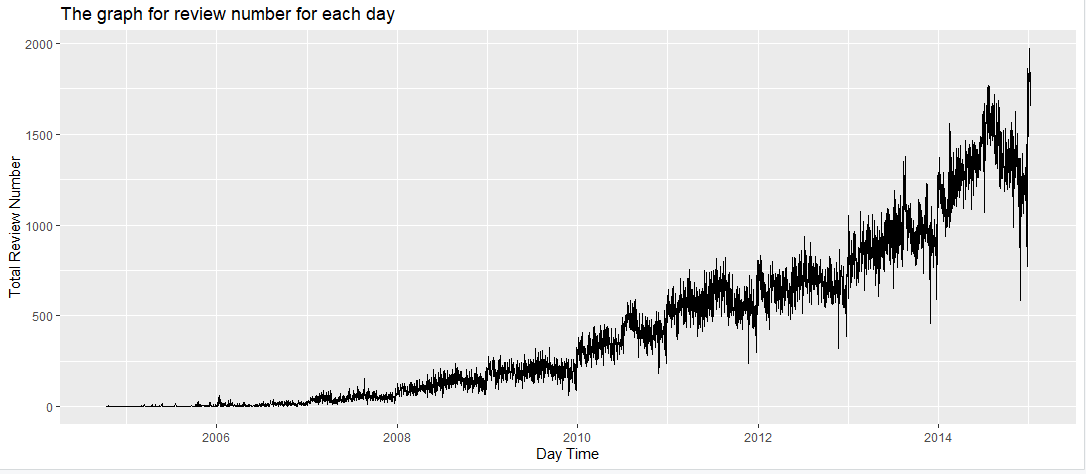 The graph for review number for each day
2000
1500
1000
500
0
Total Review Number
2006 2008 2010 2012 2014
Day Time